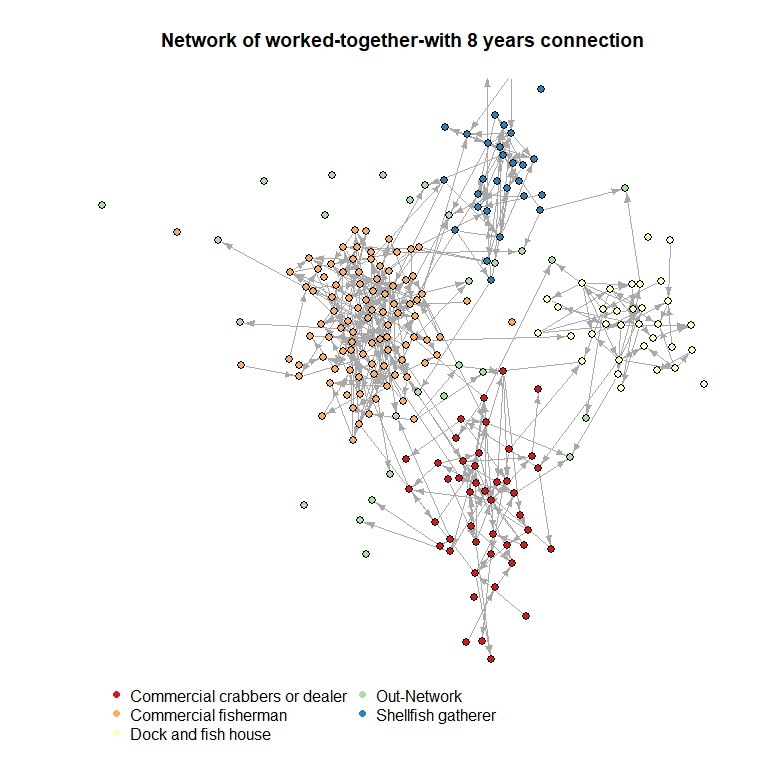 Network of worked-together-with 8 years connection
Commercial crabbers or dealer
Commercial fisherman
Dock and fish house
Out-Network
Shellfish gatherer